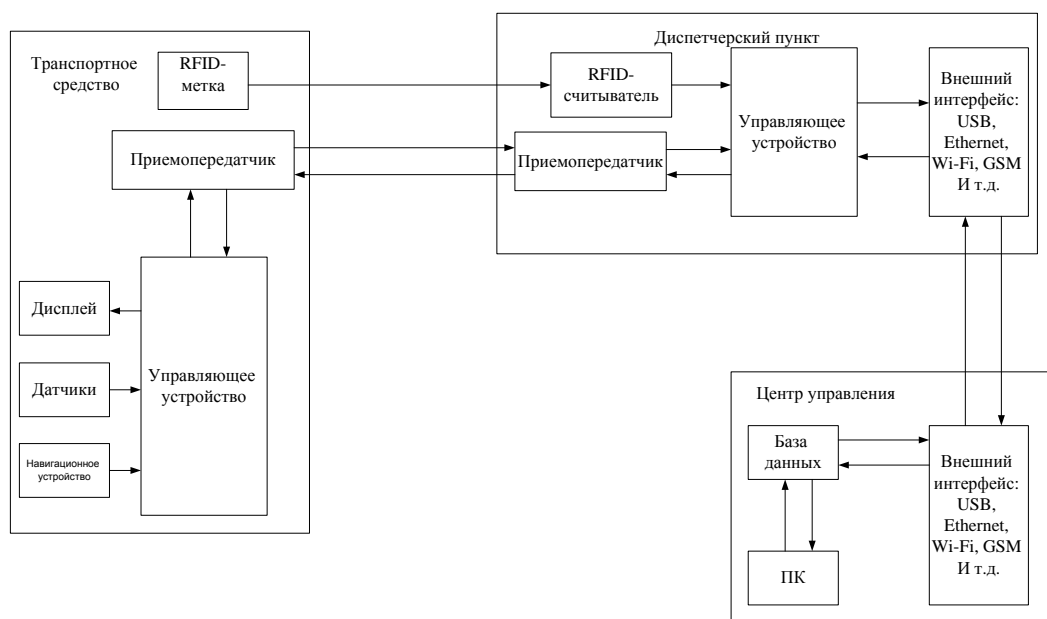 Транспортное
средство
RFID-
метка
Приемопередатчик
Дисплей
Датчики
Навигационное
устройство
Управляющее
устройство
Диспетчерский пункт
RFID-
считыватель
Приемопередатчик
Управляющее
устройство
Внешний
интерфейс:
USB,
Ethernet,
Wi-Fi, GSM
И т.д.
Центр управления
База
данных
ПК
Внешний
интерфейс:
USB,
Ethernet,
Wi-Fi, GSM
И т.д.